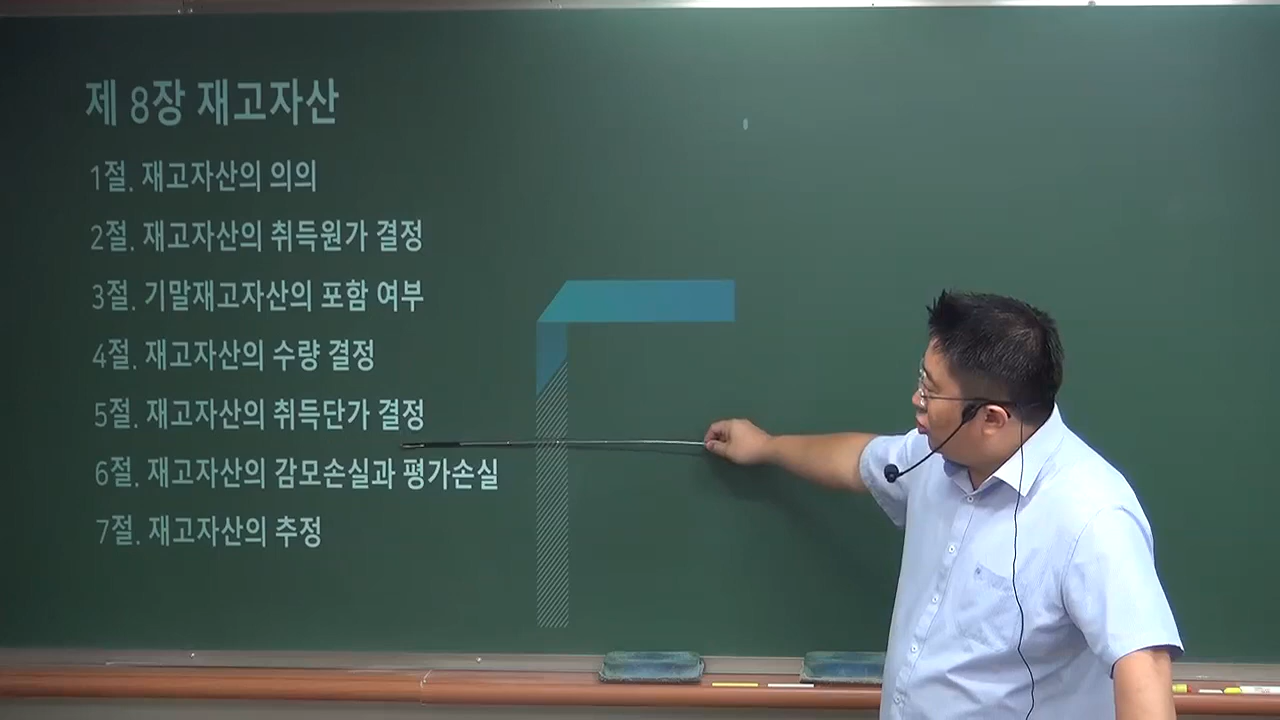 제 8장 재고자산
1절. 재고자산의 의의
2절. 재고자산의 취득원가 결정
3절. 기말재고자산의 포함 여부
4절. 재고자산의 수량 결정
5절. 재고자산의 취득단가 결정
6절. 재고자산의 감모손실과 평가손실
7절. 재고자산의 추정